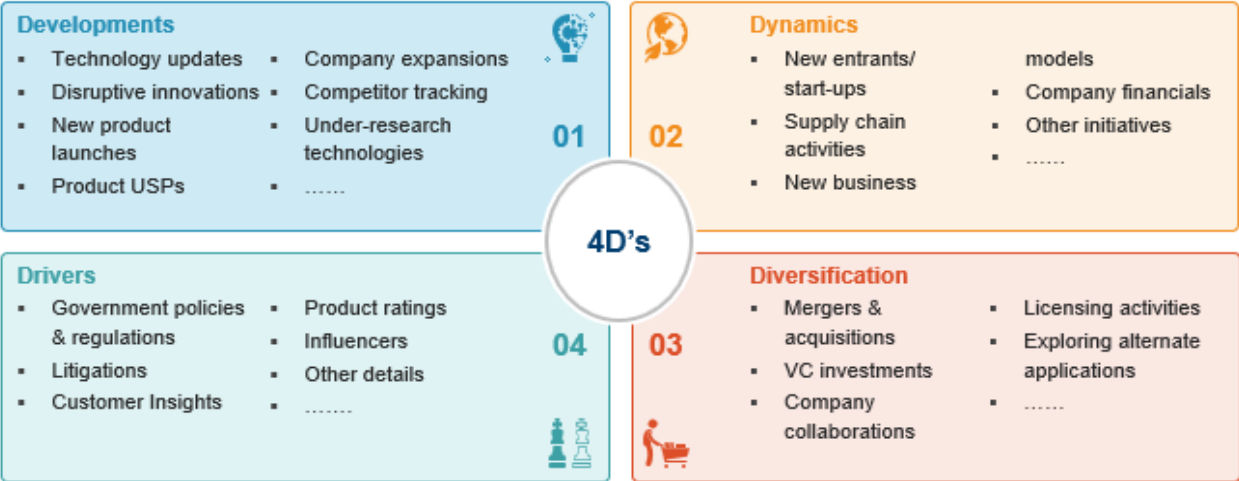 Developments
▪ Technology updates
▪ Disruptive innovations
▪ New product
launches
▪ Product USPs
▪ Company expansions
▪ Competitor tracking
▪ Under-research
technologies
▪ ……
01
Dynamics
▪ New entrants/
start-ups
▪ Supply chain
activities
▪ New business
models
▪ Company financials
▪ Other initiatives
▪ ……
02
4D’s
Drivers
▪ Government policies
& regulations
▪ Litigations
▪ Customer Insights
▪ Product ratings
▪ Influencers
▪ Other details
▪ …….
04
Diversification
▪ Mergers &
acquisitions
▪ VC investments
▪ Company
collaborations
▪ Licensing activities
▪ Exploring alternate
applications
▪ ……
03